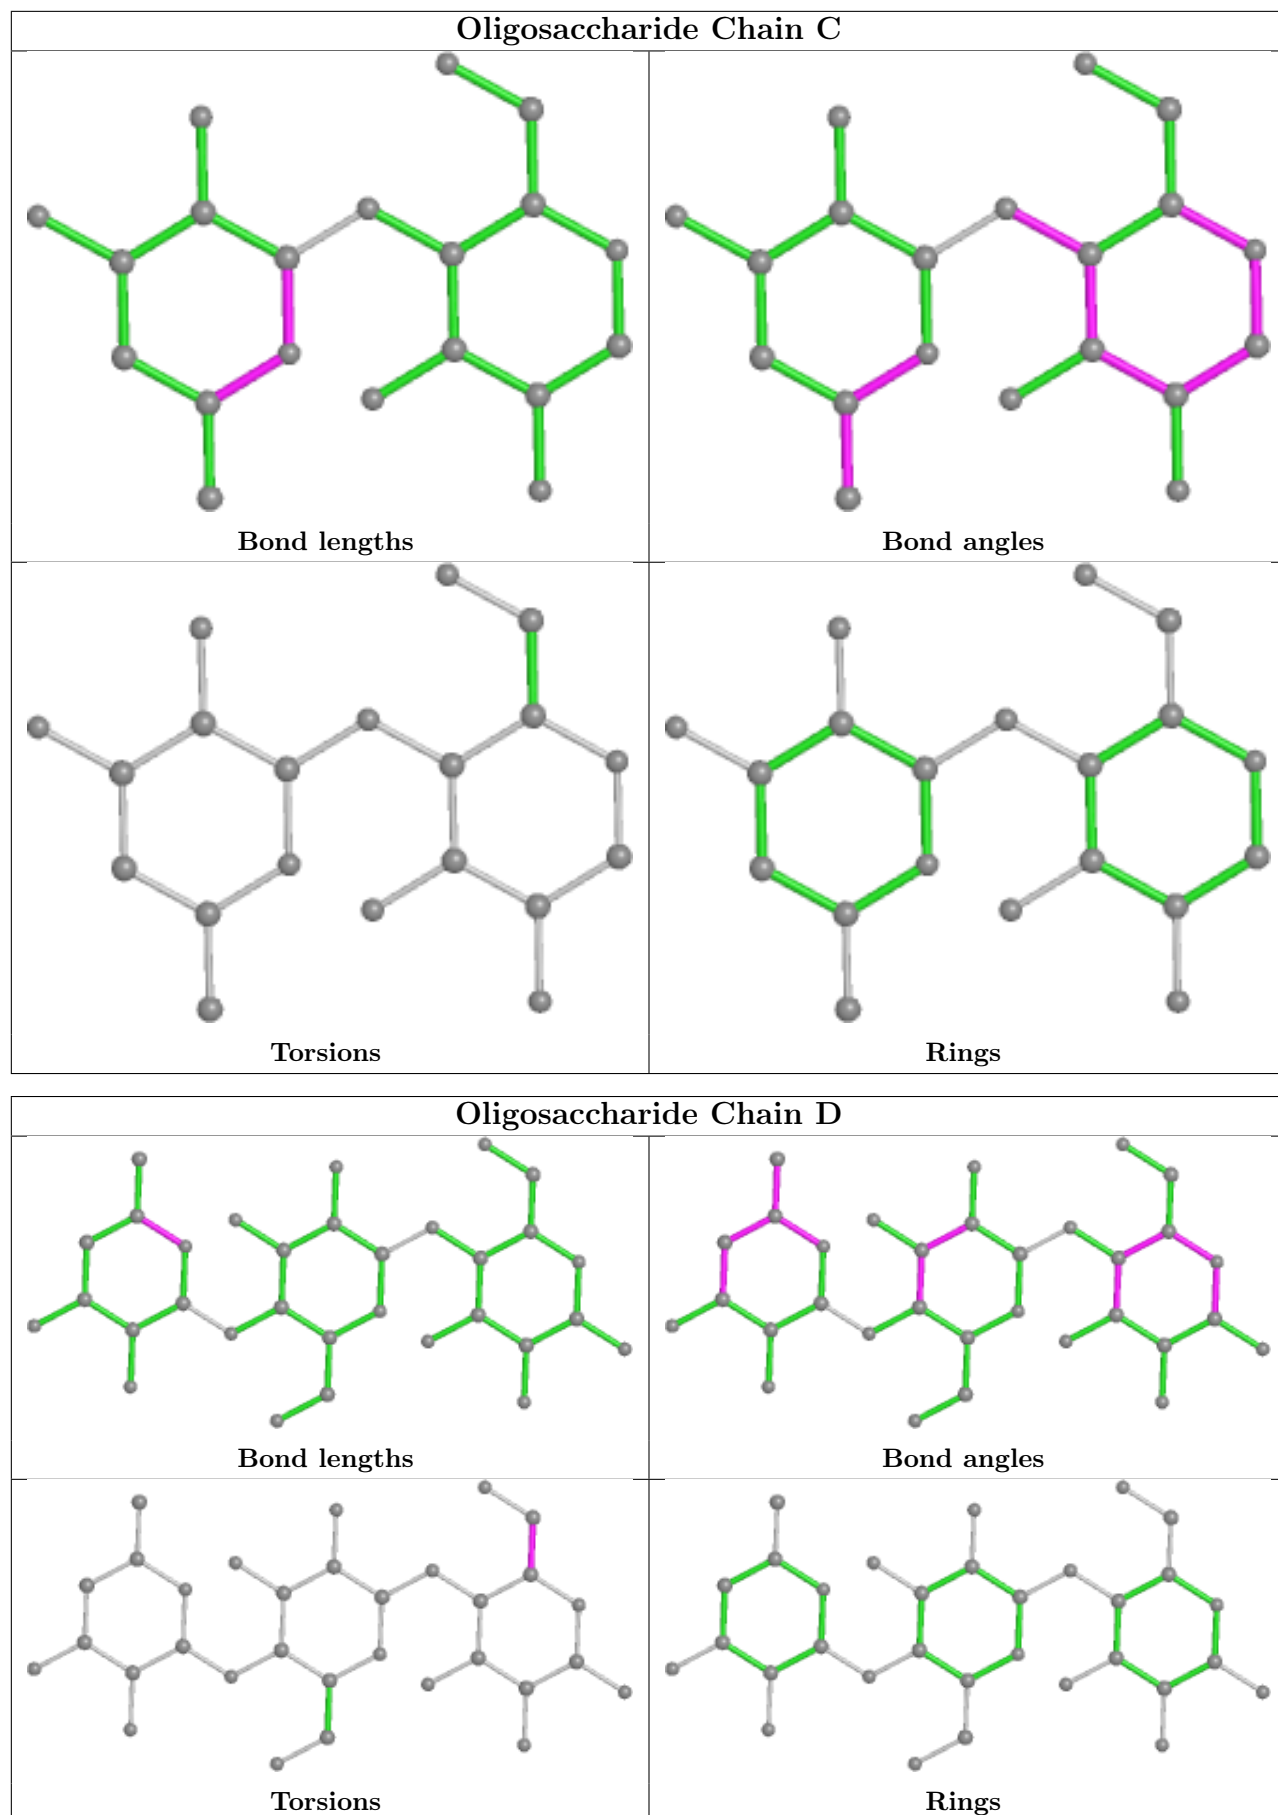 Oligosaccharide Chain C
Bond lengths
Bond angles
Torsions
Rings
Oligosaccharide Chain D
Bond lengths
Bond angles
Torsions
Rings